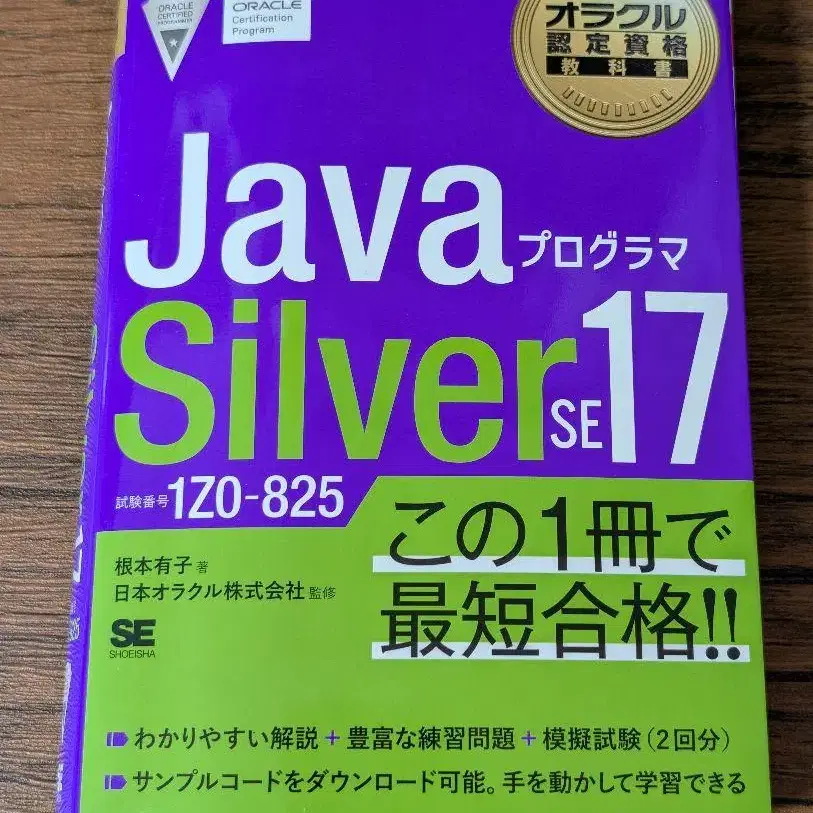 ORACLE
CERTIFIED
PROGRAMMER
ORACLE
Certification
Program
オラクル
認定資格
教科書
Java プログラマ
Silver SE 17
試験番号 1Z0-825
この1冊で
最短合格!!
根本有子 著
日本オラクル株式会社 監修
SE
SHOEISHA
わかりやすい解説+豊富な練習問題+模擬試験(2回分)
サンプルコードをダウンロード可能。手を動かして学習できる